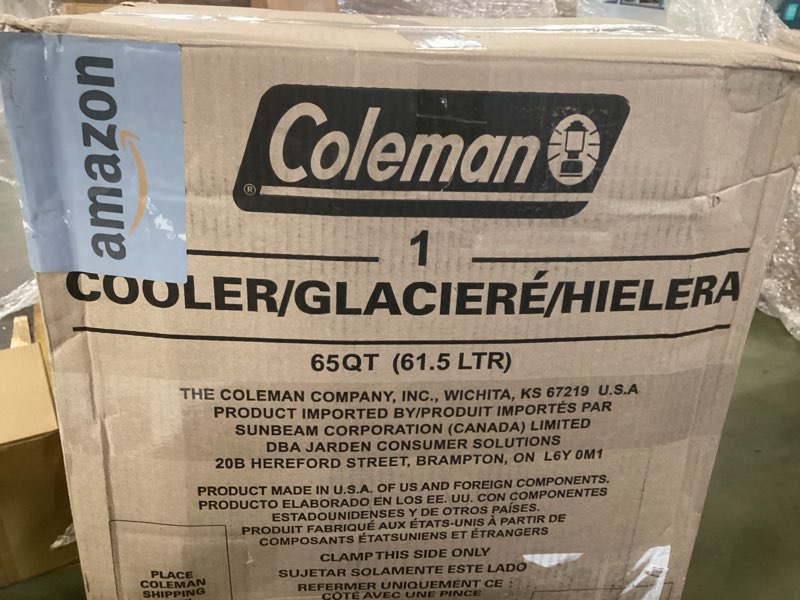 amazon
Coleman
®
1
COOLER/GLACIERÉ/HIELERA
65QT (61.5 LTR)
THE COLEMAN COMPANY, INC., WICHITA, KS 67219 U.S.A
PRODUCT IMPORTED BY/PRODUIT IMPORTÉS PAR
SUNBEAM CORPORATION (CANADA) LIMITED
DBA JARDEN CONSUMER SOLUTIONS
20B HEREFORD STREET, BRAMPTON, ON L6Y 0M1
PRODUCT MADE IN U.S.A. OF US AND FOREIGN COMPONENTS.
PRODUCTO ELABORADO EN LOS EE. UU. CON COMPONENTES
ESTADOUNIDENSES Y DE OTROS PAÍSES.
PRODUIT FABRIQUÉ AUX ÉTATS-UNIS À PARTIR DE
COMPOSANTS ÉTATSUNIENS ET ÉTRANGERS
CLAMP THIS SIDE ONLY
SUJETAR SOLAMENTE ESTE LADO
REFERMER UNIQUEMENT CE
CÔTÉ AVEC UNE PINCE
PLACE
COLEMAN
SHIPPING